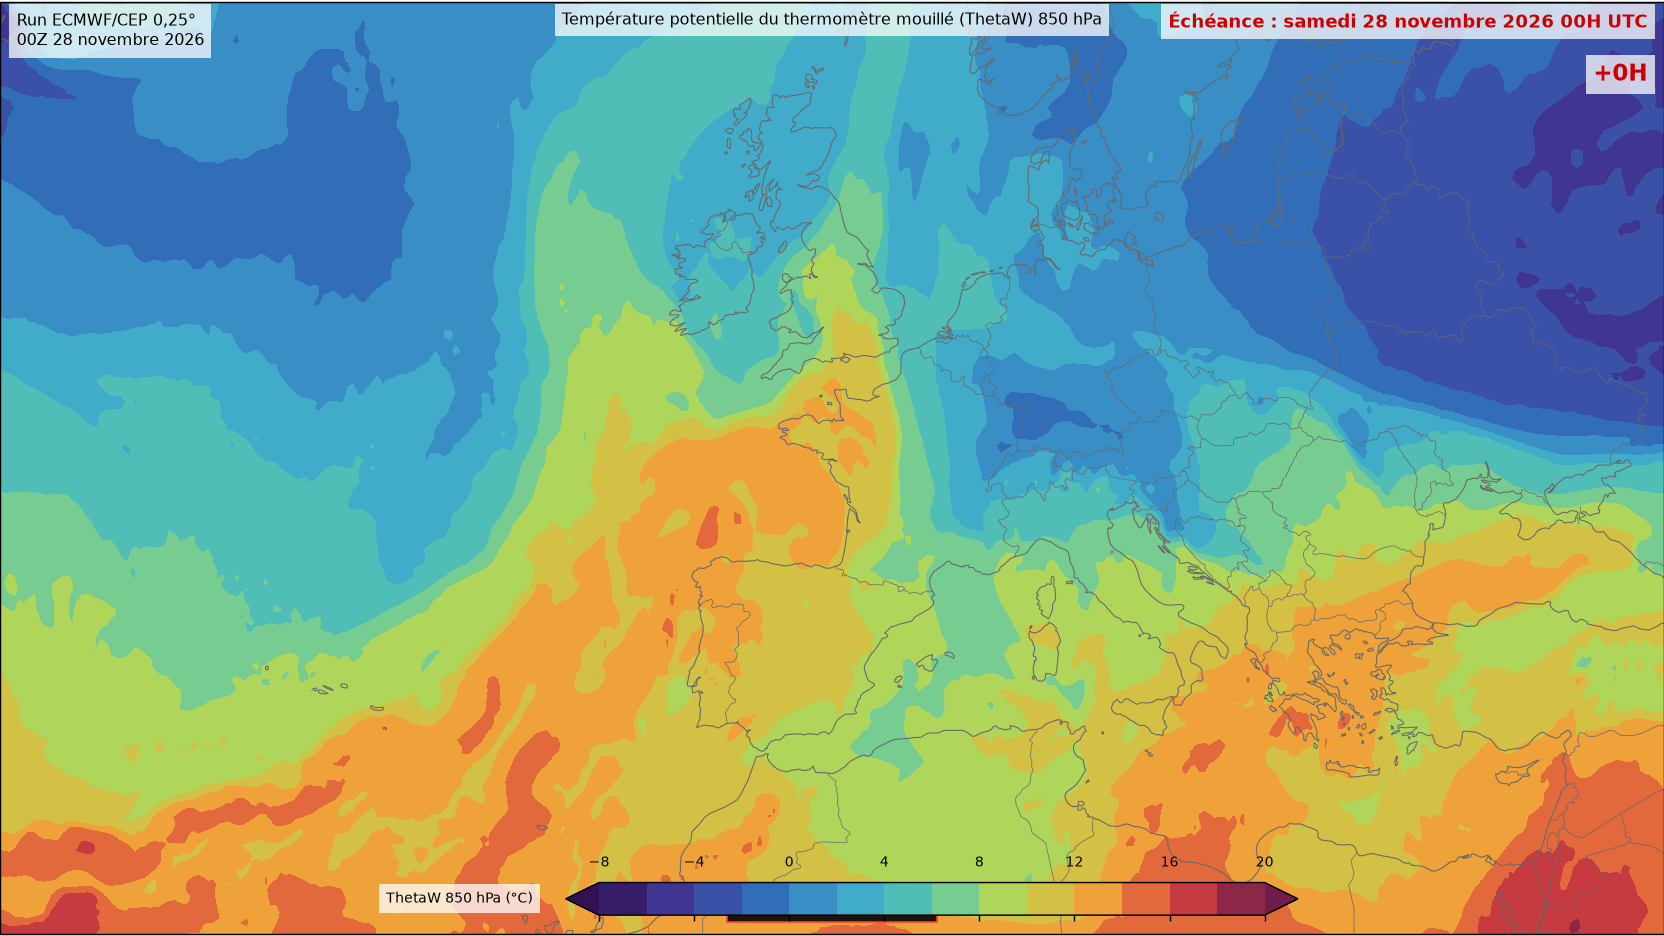 Run ECMWF/CEP 0,25°
00Z 28 novembre 2026
Température potentielle du thermomètre mouillé (ThetaW) 850 hPa
Échéance : samedi 28 novembre 2026 00H UTC
+0H
−8 −4 0 4 8 12 16 20
ThetaW 850 hPa (°C)